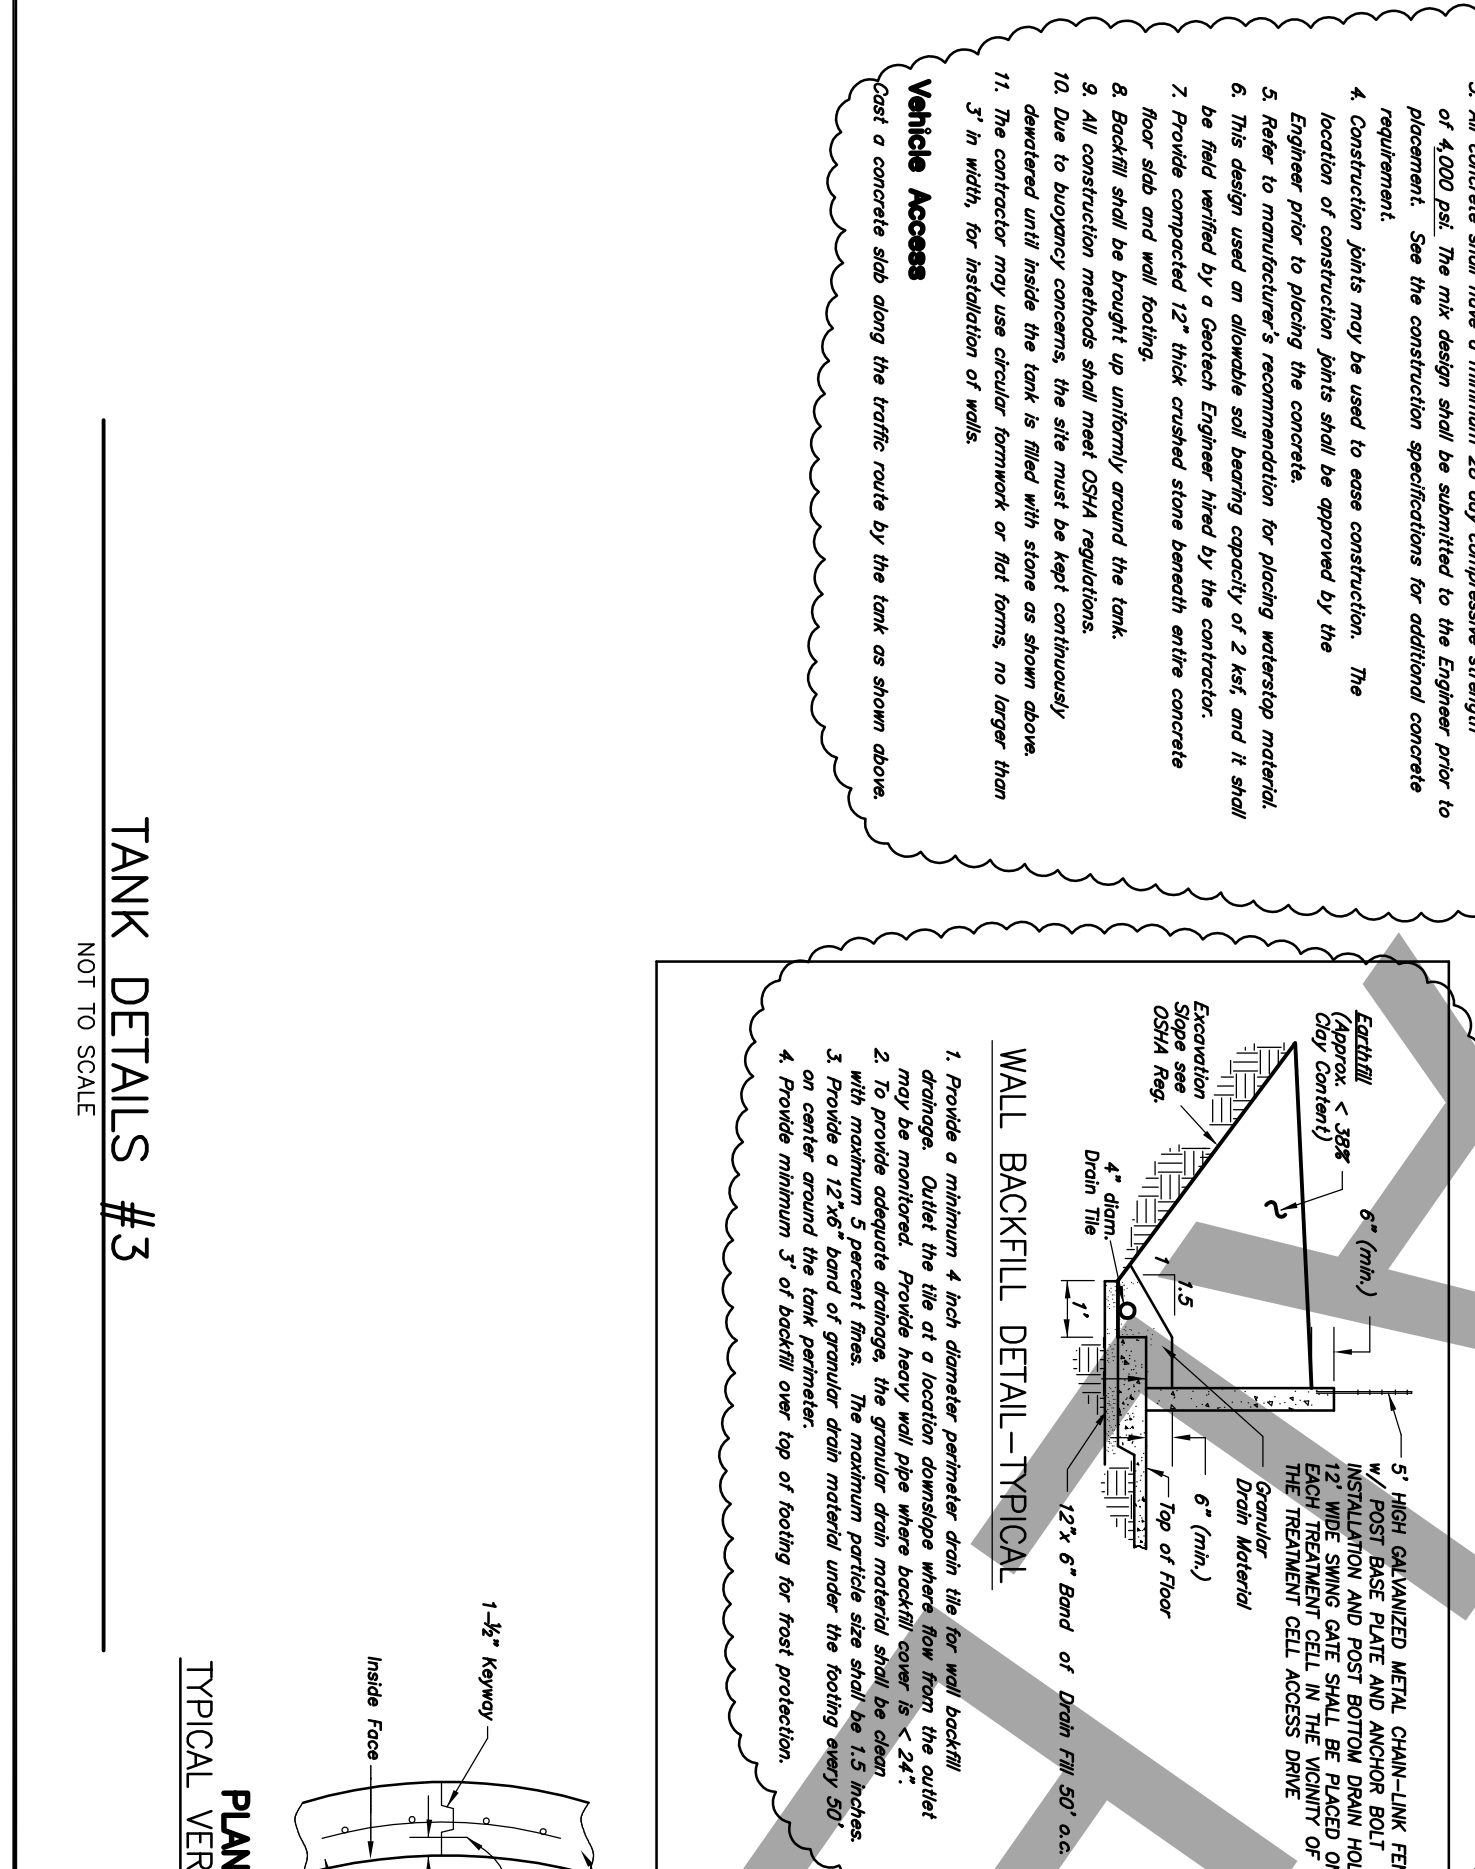 3. All concrete shall have a minimum 28 day compressive strength
of 4,000 psi. The mix design shall be submitted to the Engineer prior to
placement. See the construction specifications for additional concrete
requirement.
4. Construction joints may be used to ease construction. The
location of construction joints shall be approved by the
Engineer prior to placing the concrete.
5. Refer to manufacturer's recommendation for placing waterstop material.
6. This design used an allowable soil bearing capacity of 2 ksf, and it shall
be field verified by a Geotech Engineer hired by the contractor.
7. Provide compacted 12" thick crushed stone beneath entire concrete
floor slab and wall footing.
8. Backfill shall be brought up uniformly around the tank.
9. All construction methods shall meet OSHA regulations.
10. Due to buoyancy concerns, the site must be kept continuously
dewatered until inside the tank is filled with stone as shown above.
11. The contractor may use circular formwork or flat forms, no larger than
3' in width, for installation of walls.
Vehicle Access
Cast a concrete slab along the traffic route by the tank as shown above.
Earthfill
(Approx. < 38%
Clay Content)
6" (min.)
5' HIGH GALVANIZED METAL CHAIN-LINK
w/ POST BASE PLATE AND ANCHOR BOLT
INSTALLATION AND POST BOTTOM DRAIN
12' WIDE SWING GATE SHALL BE PLACED
EACH TREATMENT CELL IN THE VICINITY OF
THE TREATMENT CELL ACCESS DRIVE
Excavation
Slope see
OSHA Reg.
1
1.5
Granular
Drain Material
6" (min.)
Top of Floor
4" diam.
Drain Tile
1'
12"x 6" Band of Drain Fill 50' o.c.
WALL BACKFILL DETAIL-TYPICAL
1. Provide a minimum 4 inch diameter perimeter drain tile for wall backfill
drainage. Outlet the tile at a location downslope where flow from the outlet
may be monitored. Provide heavy wall pipe where backfill cover is < 24".
2. To provide adequate drainage, the granular drain material shall be clean
with maximum 5 percent fines. The maximum particle size shall be 1.5 inches.
3. Provide a 12"x6" band of granular drain material under the footing every 50'
on center around the tank perimeter.
4. Provide minimum 3' of backfill over top of footing for frost protection.
1-½" Keyway
Inside Face
PLAN
TYPICAL VER
TANK DETAILS #3
NOT TO SCALE